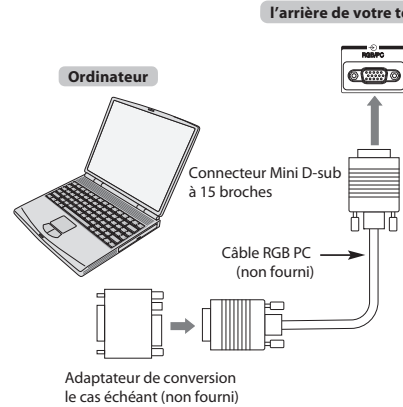 l'arrière de votre
RGB/PC
Ordinateur
Connecteur Mini D-sub
à 15 broches
Câble RGB PC
(non fourni)
Adaptateur de conversion
le cas échéant (non fourni)